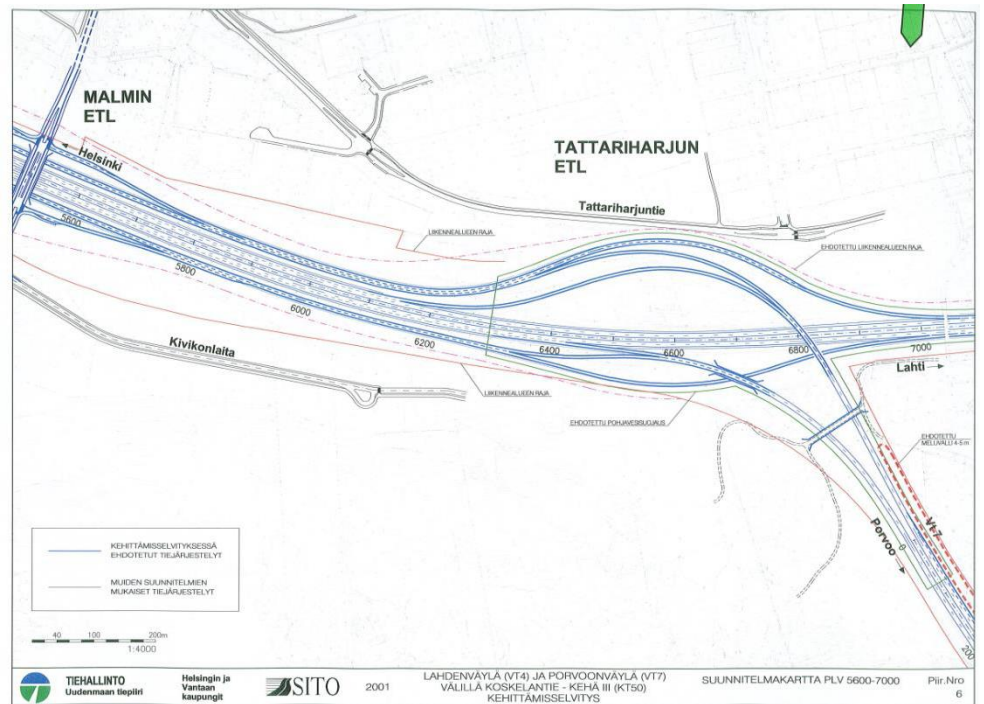 MALMIN
ETL
Helsinki
TATTARIHARJUN
ETL
Tattariharjuntie
LIIKENNEALUEEN RAJA
EHDOTETTU LIIKENNEALUEEN RAJA
5600
5800
6000
6200
6400
6600
6800
7000
Lahti
Kivikonlaita
LIIKENNEALUEEN RAJA
EHDOTETTU POHJAVESISUOJAUS
EHDOTETTU
MELUVALLI 4-5 m
Vt 7
Porvoo
0
200
KEHITTÄMISSELVITYKSESSÄ
EHDOTETUT TIEJÄRJESTELYT
MUIDEN SUUNNITELMIEN
MUKAISET TIEJÄRJESTELYT
40 100 200m
1:4000
TIEHALLINTO
Uudenmaan tiepiiri
Helsingin ja
Vantaan
kaupungit
SITO
2001
LAHDENVÄYLÄ (VT4) JA PORVOONVÄYLÄ (VT7)
VÄLILLÄ KOSKELANTIE - KEHÄ III (KT50)
KEHITTÄMISSELVITYS
SUUNNITELMAKARTTA PLV 5600-7000
Piir.Nro
6